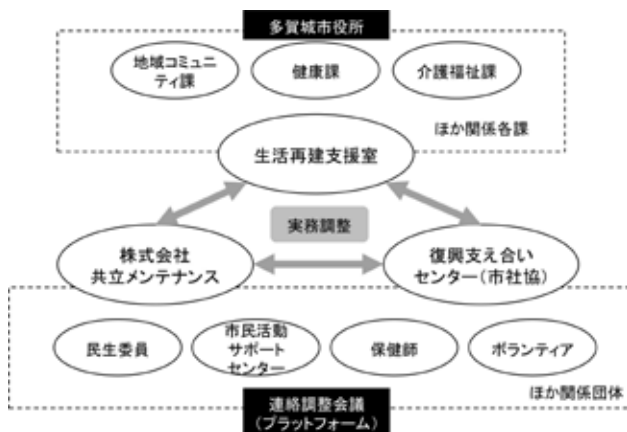 多賀城市役所
地域コミュニ
ティ課
健康課
介護福祉課
ほか関係各課
生活再建支援室
実務調整
株式会社
共立メンテナンス
復興支え合い
センター(市社協)
民生委員
市民活動
サポート
センター
保健師
ボランティア
ほか関係団体
連絡調整会議
(プラットフォーム)